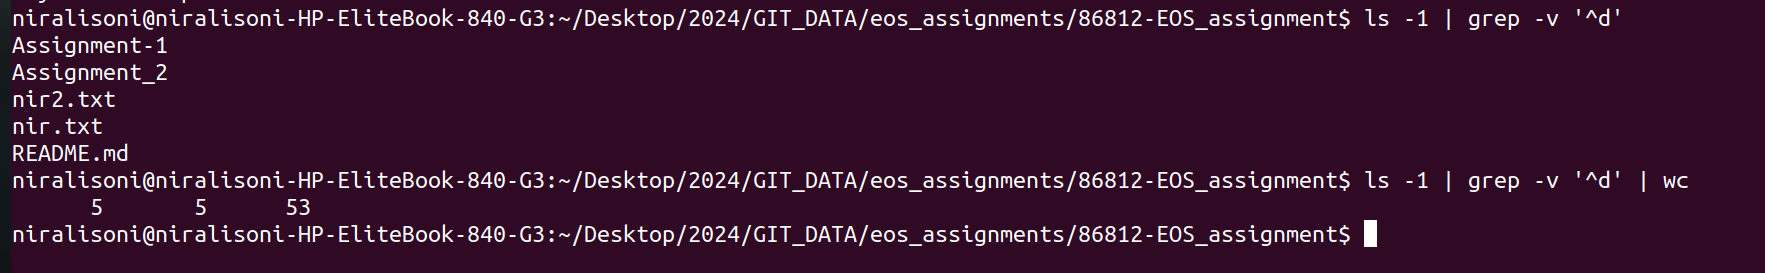 niralisoni@niralisoni-HP-EliteBook-840-G3:~/Desktop/2024/GIT_DATA/eos_assignments/86812-EOS_assignment$ ls -1 | grep -v '^d'
Assignment-1
Assignment_2
nir2.txt
nir.txt
README.md
niralisoni@niralisoni-HP-EliteBook-840-G3:~/Desktop/2024/GIT_DATA/eos_assignments/86812-EOS_assignment$ ls -1 | grep -v '^d' | wc
5 5 53
niralisoni@niralisoni-HP-EliteBook-840-G3:~/Desktop/2024/GIT_DATA/eos_assignments/86812-EOS_assignment$